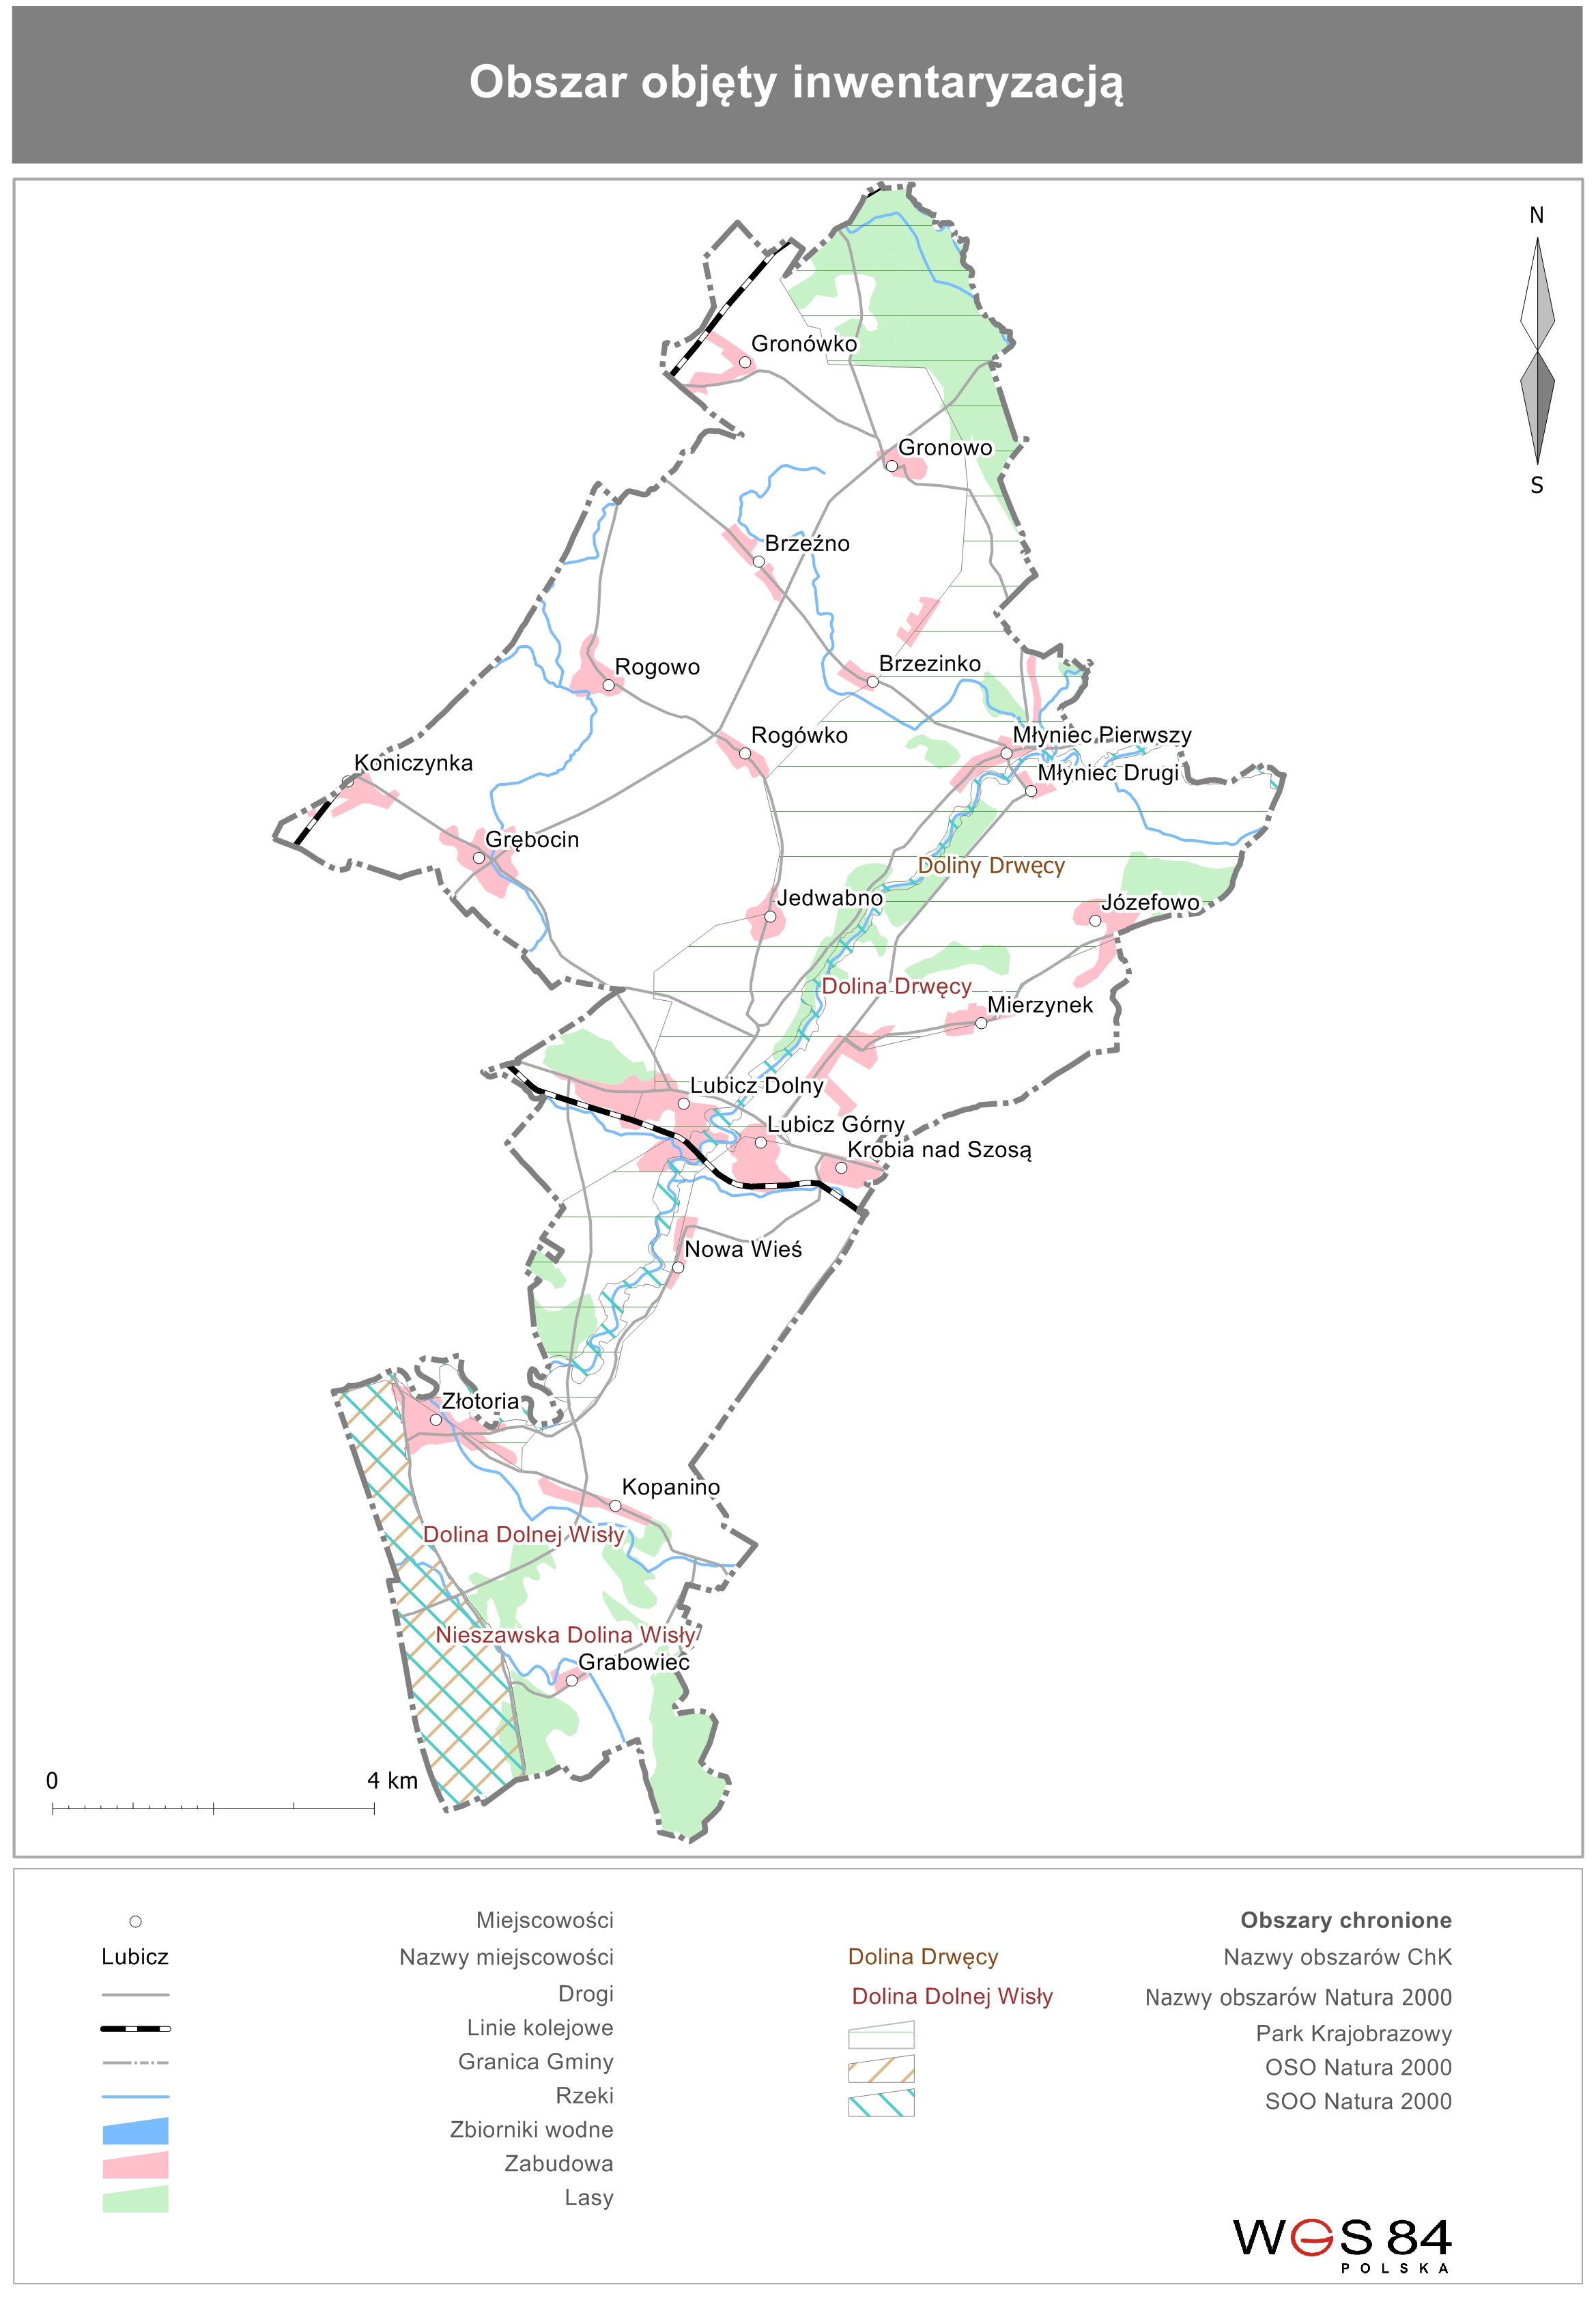 Obszar objęty inwentaryzacją
N
S
Gronówko
Gronowo
Brzeźno
Brzezinko
Rogowo
Rogówko
Młyniec Pierwszy
Koniczynka
Młyniec Drugi
Grębocin
Doliny Drwęcy
Jedwabno
Józefowo
Dolina Drwęcy
Mierzynek
Lubicz Dolny
Lubicz Górny
Krobia nad Szosą
Nowa Wieś
Złotoria
Kopanino
Dolina Dolnej Wisły
Nieszawska Dolina Wisły
Grabowiec
0 4 km
Miejscowości
Lubicz Nazwy miejscowości
Drogi
Linie kolejowe
Granica Gminy
Rzeki
Zbiorniki wodne
Zabudowa
Lasy
Obszary chronione
Dolina Drwęcy Nazwy obszarów ChK
Dolina Dolnej Wisły Nazwy obszarów Natura 2000
Park Krajobrazowy
OSO Natura 2000
SOO Natura 2000
WGS 84
POLSKA